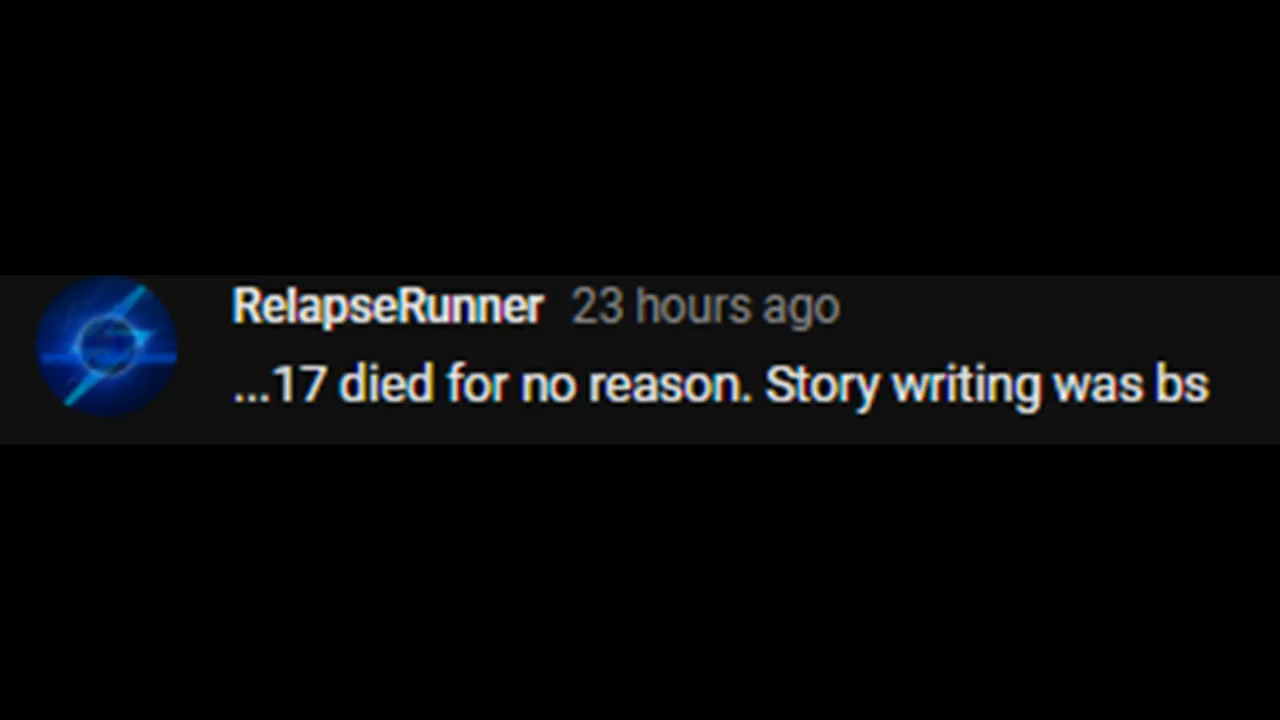 RelapseRunner 23 hours ago
...17 died for no reason. Story writing was bs